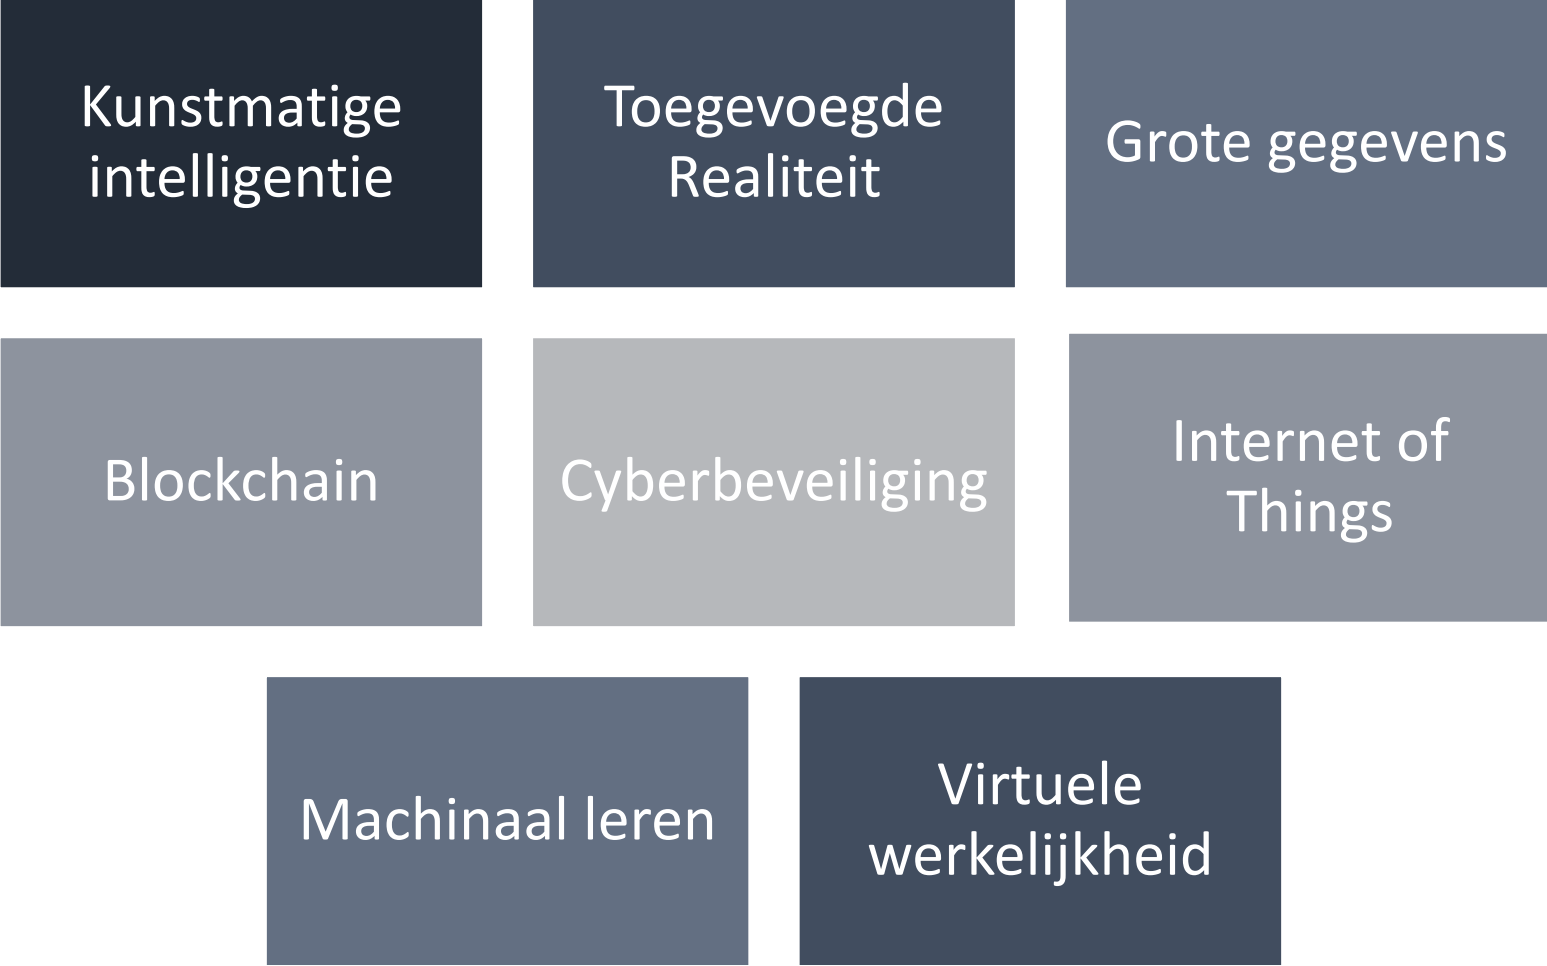 Kunstmatige
intelligentie
Toegevoegde
Realiteit
Grote gegevens
Blockchain
Cyberbeveiliging
Internet of
Things
Machinaal leren
Virtuele
werkelijkheid